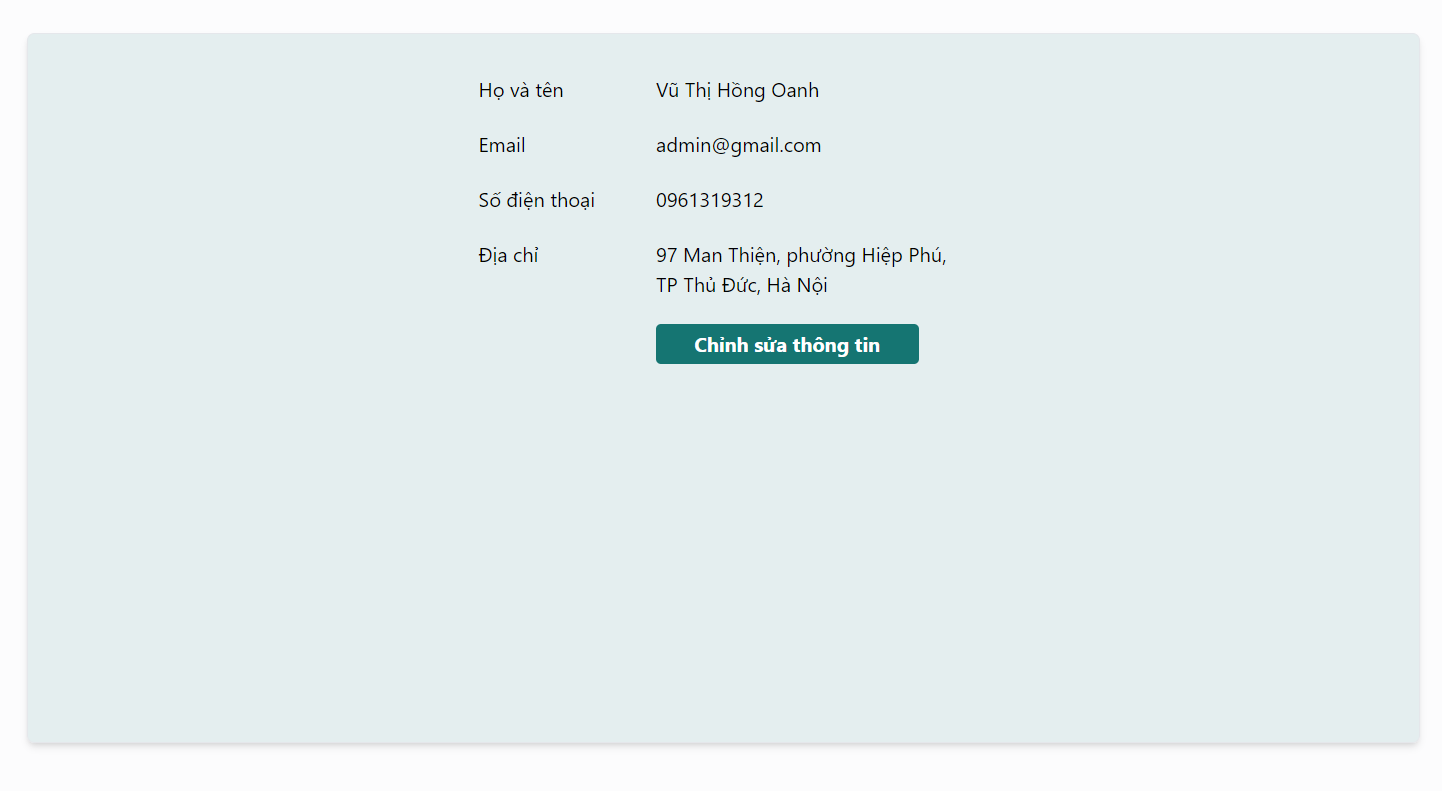 Họ và tên Vũ Thị Hồng Oanh
Email admin@gmail.com
Số điện thoại 0961319312
Địa chỉ 97 Man Thiện, phường Hiệp Phú,
TP Thủ Đức, Hà Nội
Chỉnh sửa thông tin